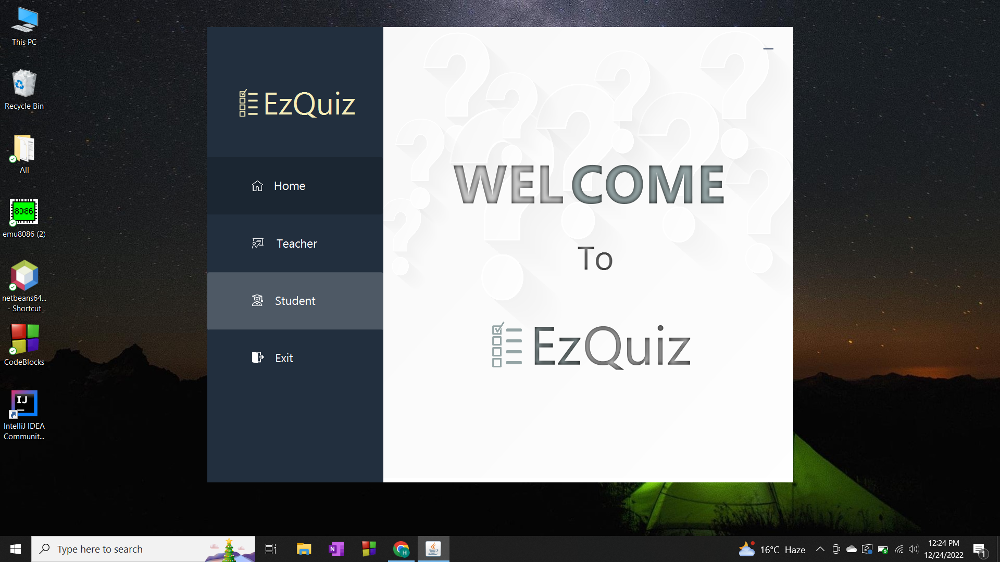 This PC
Recycle Bin
All
8086
emu8086 (2)
netbeans64...
- Shortcut
CodeBlocks
IJ
IntelliJ IDEA
Communit...
EzQuiz
Home
Teacher
Student
Exit
WELCOME
To
EzQuiz
Type here to search
N
H
16°C Haze
12:24 PM
12/24/2022
1